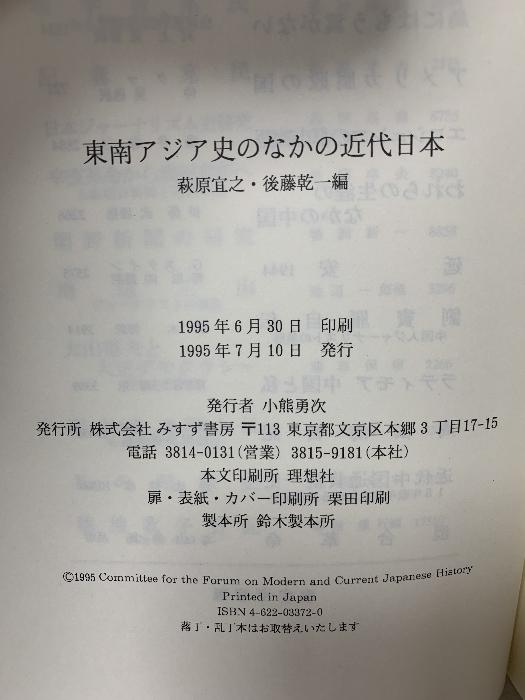 東南アジア史のなかの近代日本
萩原宜之・後藤乾一編
1995年6月30日 印刷
1995年7月10日 発行
発行者 小熊勇次
発行所 株式会社 みすず書房 〒113 東京都文京区本郷3丁目17-15
電話 3814-0131(営業) 3815-9181(本社)
本文印刷所 理想社
扉・表紙・カバー印刷所 栗田印刷
製本所 鈴木製本所
©1995 Committee for the Forum on Modern and Current Japanese History
Printed in Japan
ISBN 4-622-03372-0
落丁・乱丁本はお取替えいたします